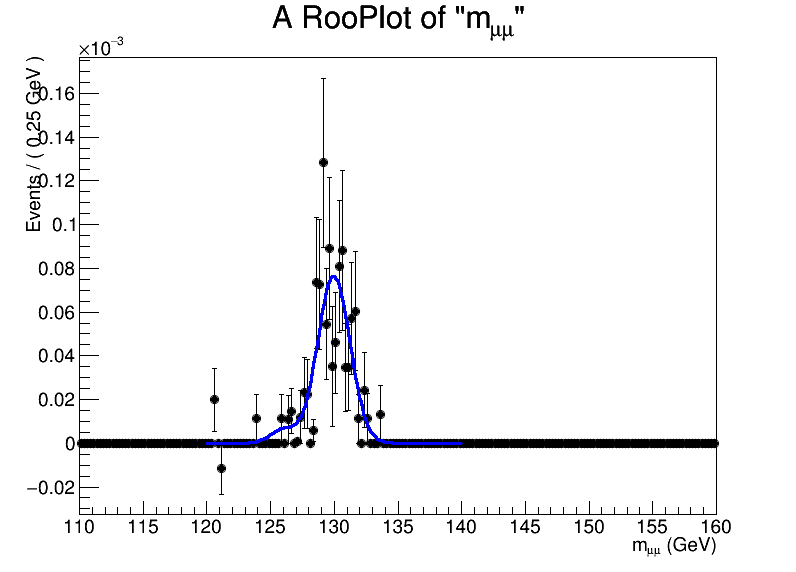 A RooPlot of "mμμ"
×10−3
Events / ( 0.25 GeV )
0.16
0.14
0.12
0.1
0.08
0.06
0.04
0.02
0
−0.02
110 115 120 125 130 135 140 145 150 155 160
mμμ (GeV)